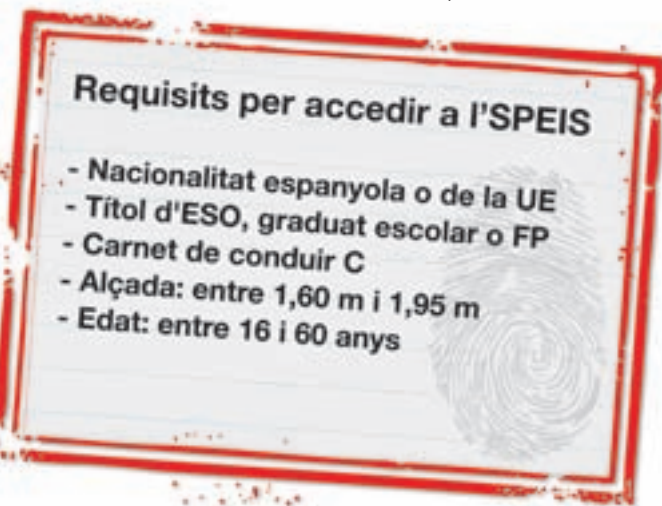 Requisits per accedir a l'SPEIS
- Nacionalitat espanyola o de la UE
- Títol d'ESO, graduat escolar o FP
- Carnet de conduir C
- Alçada: entre 1,60 m i 1,95 m
- Edat: entre 16 i 60 anys